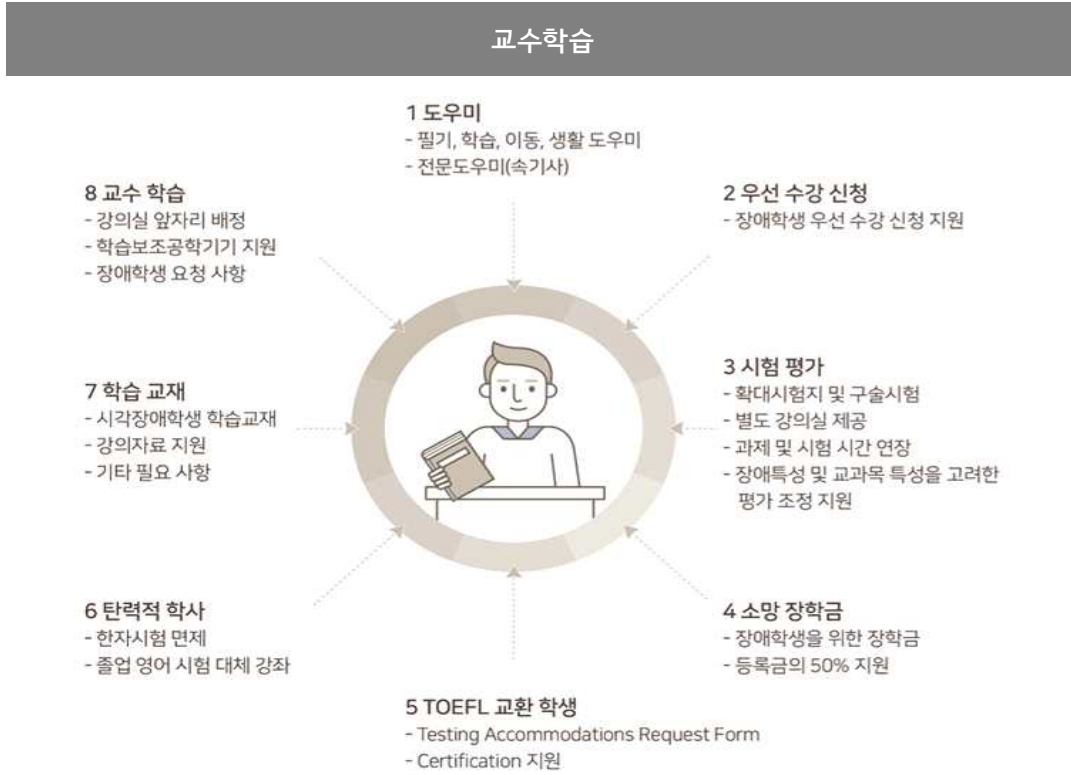 교수학습
1 도우미
- 필기, 학습, 이동, 생활 도우미
- 전문도우미(속기사)
2 우선 수강 신청
- 장애학생 우선 수강 신청 지원
3 시험 평가
- 확대시험지 및 구술시험
- 별도 강의실 제공
- 과제 및 시험 시간 연장
- 장애특성 및 교과목 특성을 고려한
평가 조정 지원
4 소망 장학금
- 장애학생을 위한 장학금
- 등록금의 50% 지원
5 TOEFL 교환 학생
- Testing Accommodations Request Form
- Certification 지원
6 탄력적 학사
- 한자시험 면제
- 졸업 영어 시험 대체 강좌
7 학습 교재
- 시각장애학생 학습교재
- 강의자료 지원
- 기타 필요 사항
8 교수 학습
- 강의실 앞자리 배정
- 학습보조공학기기 지원
- 장애학생 요청 사항